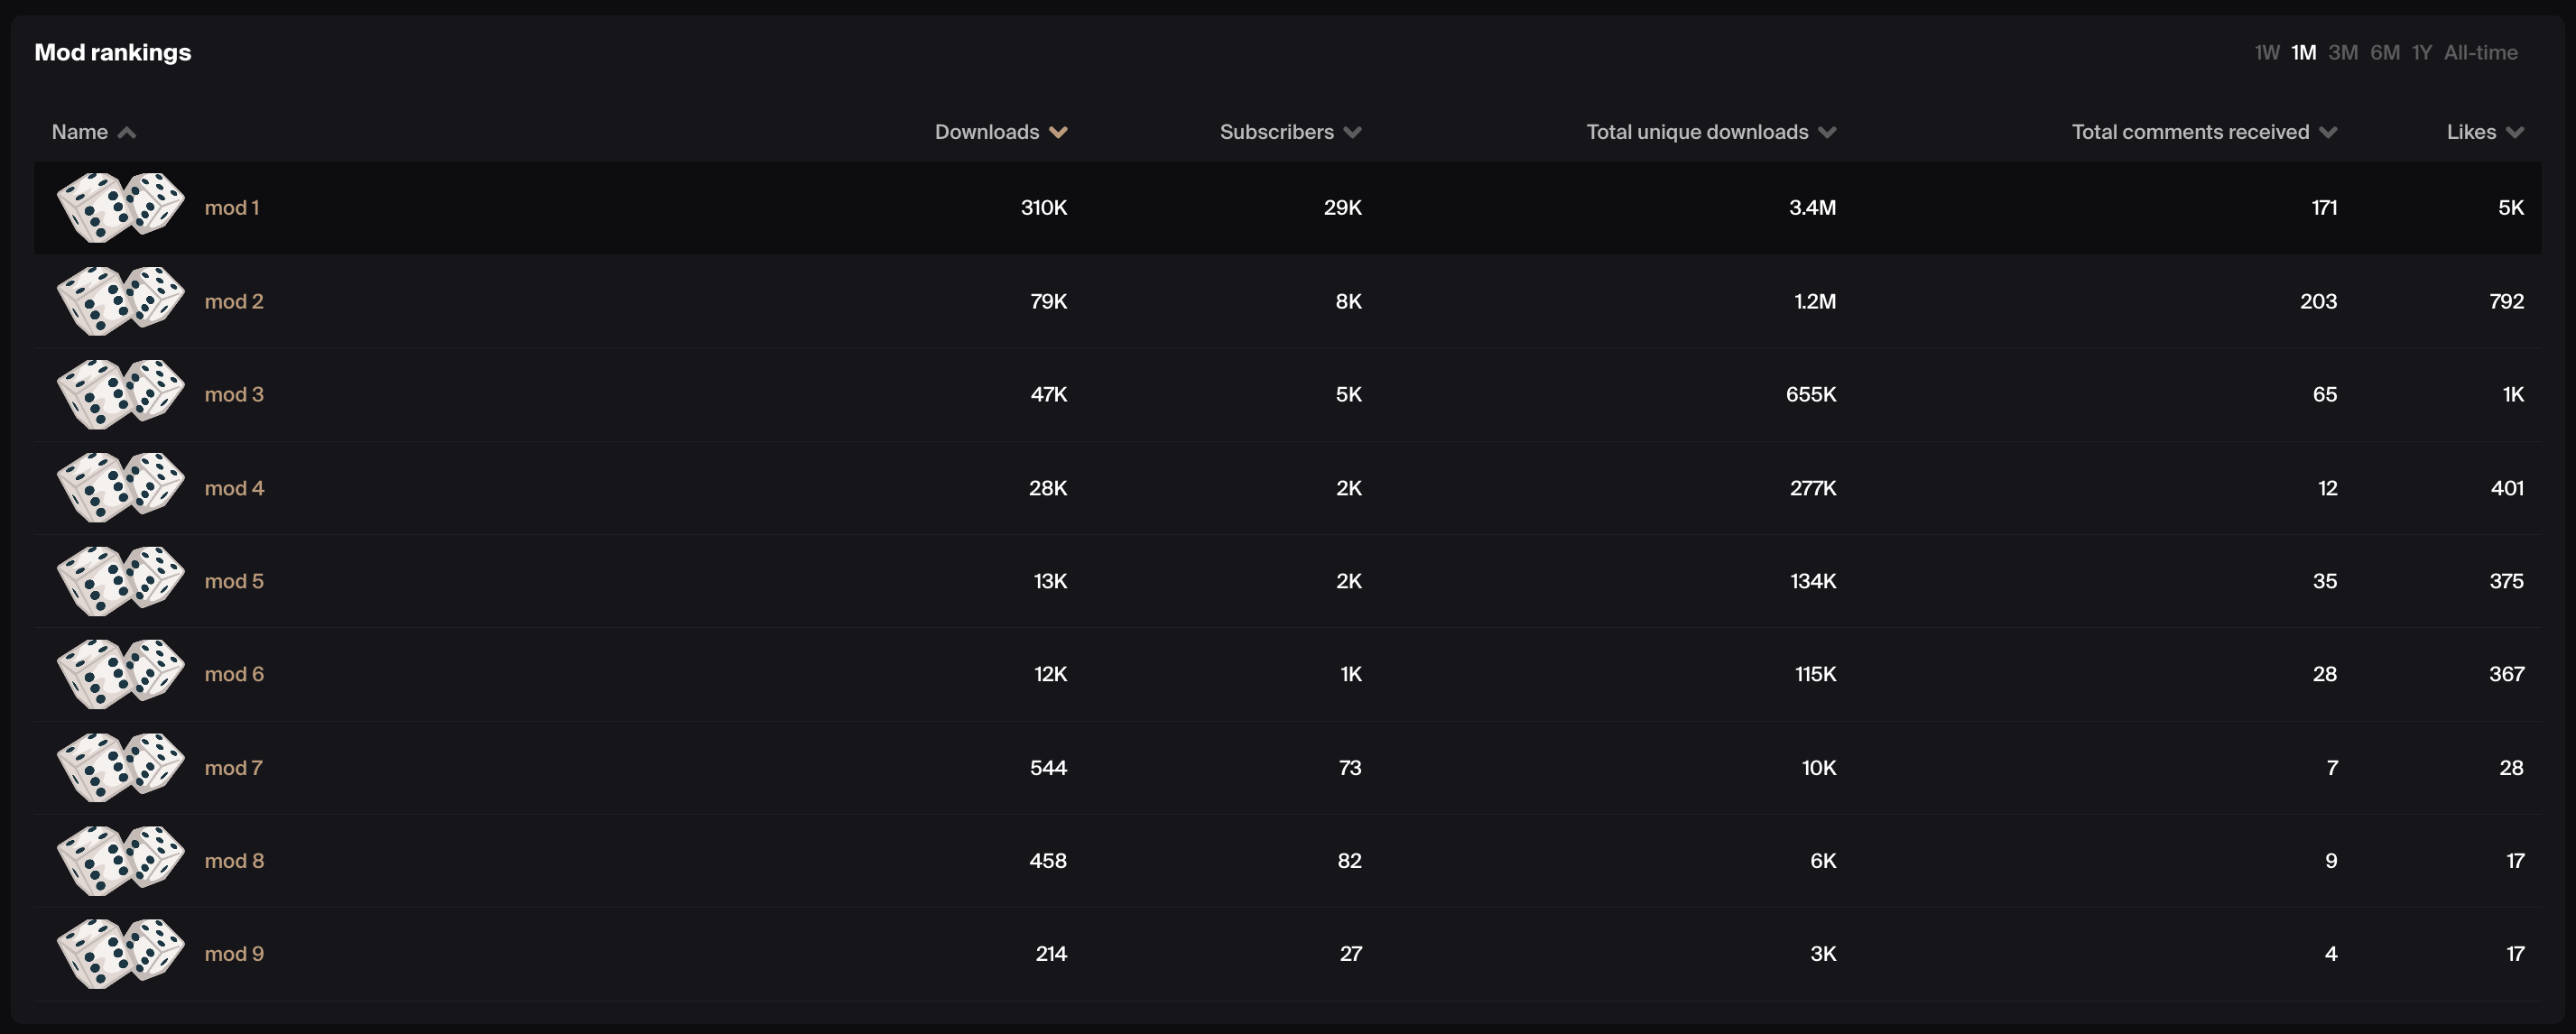 Mod rankings
1W 1M 3M 6M 1Y All-time
Name Downloads Subscribers Total unique downloads Total comments received Likes
mod 1 310K 29K 3.4M 171 5K
mod 2 79K 8K 1.2M 203 792
mod 3 47K 5K 655K 65 1K
mod 4 28K 2K 277K 12 401
mod 5 13K 2K 134K 35 375
mod 6 12K 1K 115K 28 367
mod 7 544 73 10K 7 28
mod 8 458 82 6K 9 17
mod 9 214 27 3K 4 17